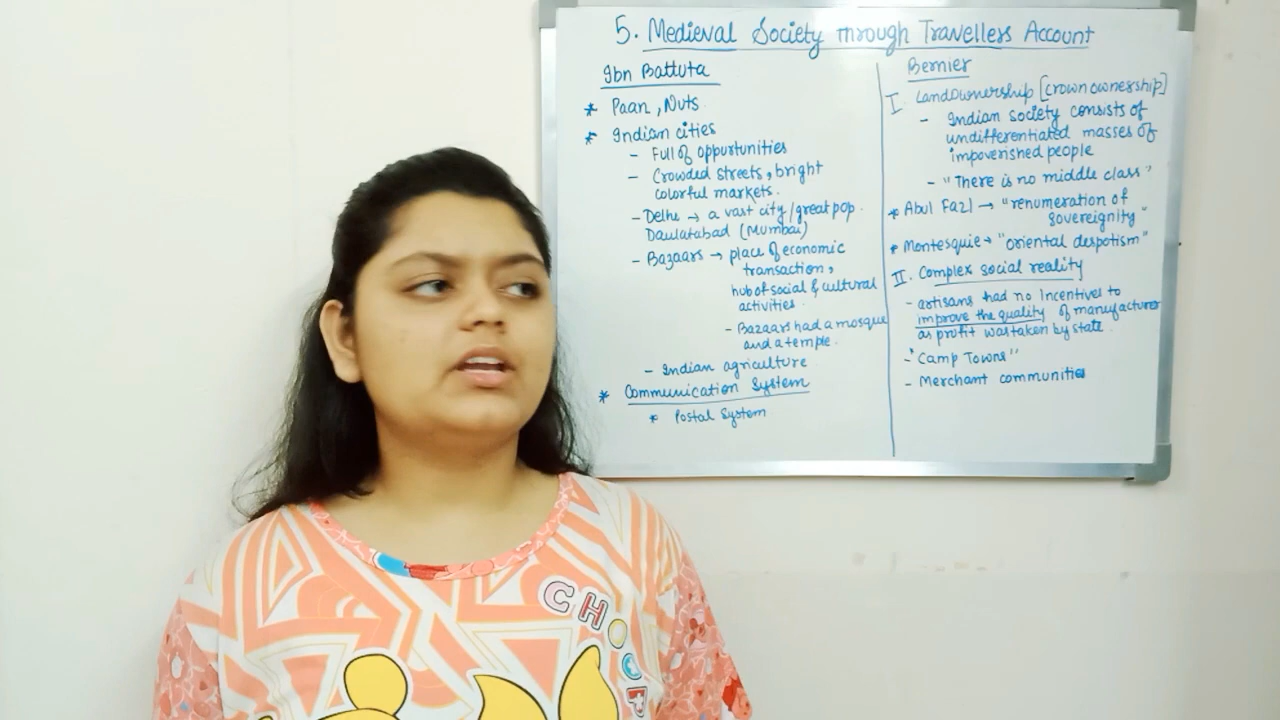 5. Medieval Society through Travellers Account
Ibn Battuta
* Paan, Nuts
* Indian cities
- Full of opportunities
- Crowded streets, bright
colorful markets.
- Delhi → a vast city/great pop.
Daulatabad (Mumbai)
- Bazaars → place of economic
transaction,
hub of social & cultural
activities.
- Bazaars had a mosque
and a temple.
- Indian agriculture
* Communication System
* Postal System
Bernier
I. Landownership [crown ownership]
- Indian society consists of
undifferentiated masses of
impoverished people
- "There is no middle class"
* Abul Fazl → "renumeration of
sovereignity"
* Montesquie → "oriental despotism"
II. Complex social reality
- artisans had no Incentive to
improve the quality of manufactures
as profit was taken by state.
- "Camp Towns"
- Merchant communities
CHOCT